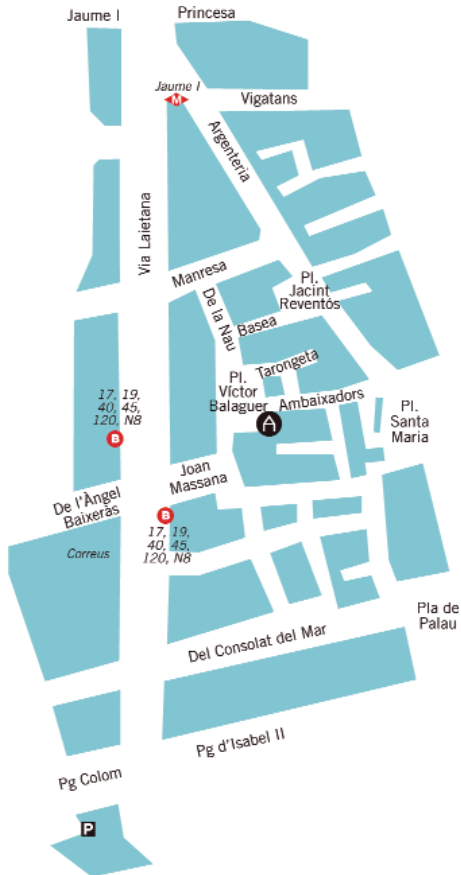 Jaume I
Princesa
Jaume I
M
Vigatans
Argenteria
Via Laietana
Manresa
Pl.
Jacint
Reventós
De la Nau
Basea
Tarongeta
Pl.
Víctor
Balaguer
Ambaixadors
A
Pl.
Santa
Maria
17, 19,
40, 45,
120, N8
B
Joan
Massana
De l'Àngel
Baixeràs
B
17, 19,
40, 45,
120, N8
Correus
Pla de
Palau
Del Consolat del Mar
Pg d'Isabel II
Pg Colom
P